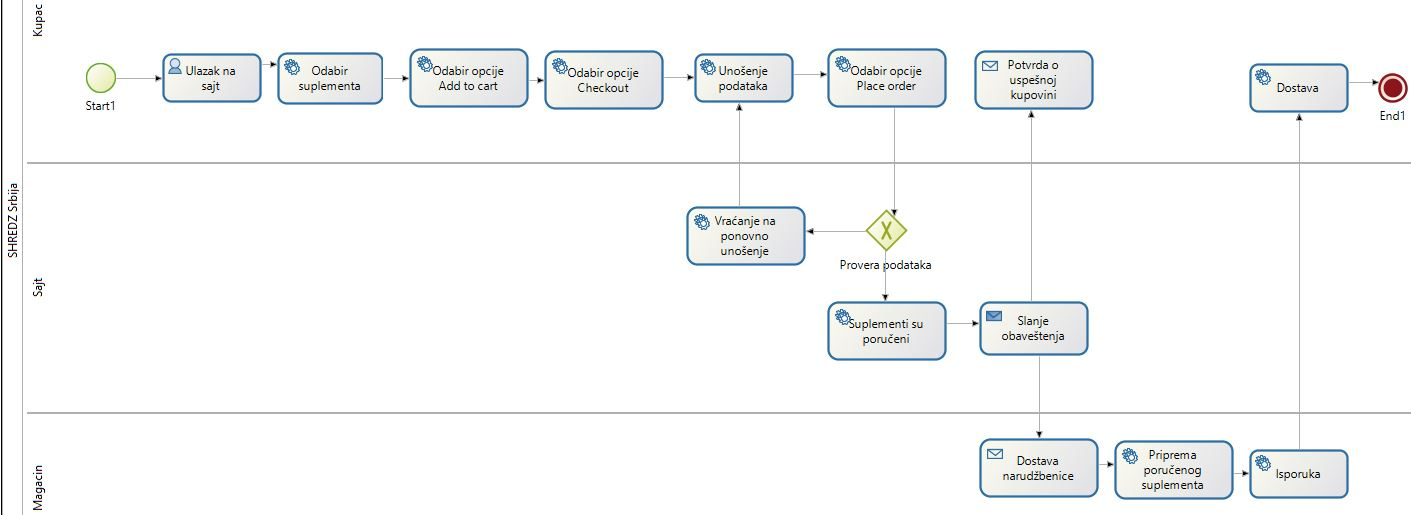 SHREDZ Srbija
Kupac
Start1
Ulazak na
sajt
Odabir
suplementa
Odabir opcije
Add to cart
Odabir opcije
Checkout
Unošenje
podataka
Odabir opcije
Place order
Potvrda o
uspešnoj
kupovini
Dostava
End1
Sajt
Vraćanje na
ponovno
unošenje
X
Provera podataka
Suplementi su
poručeni
Slanje
obaveštenja
Magacin
Dostava
narudžbenice
Priprema
poručenog
suplementa
Isporuka